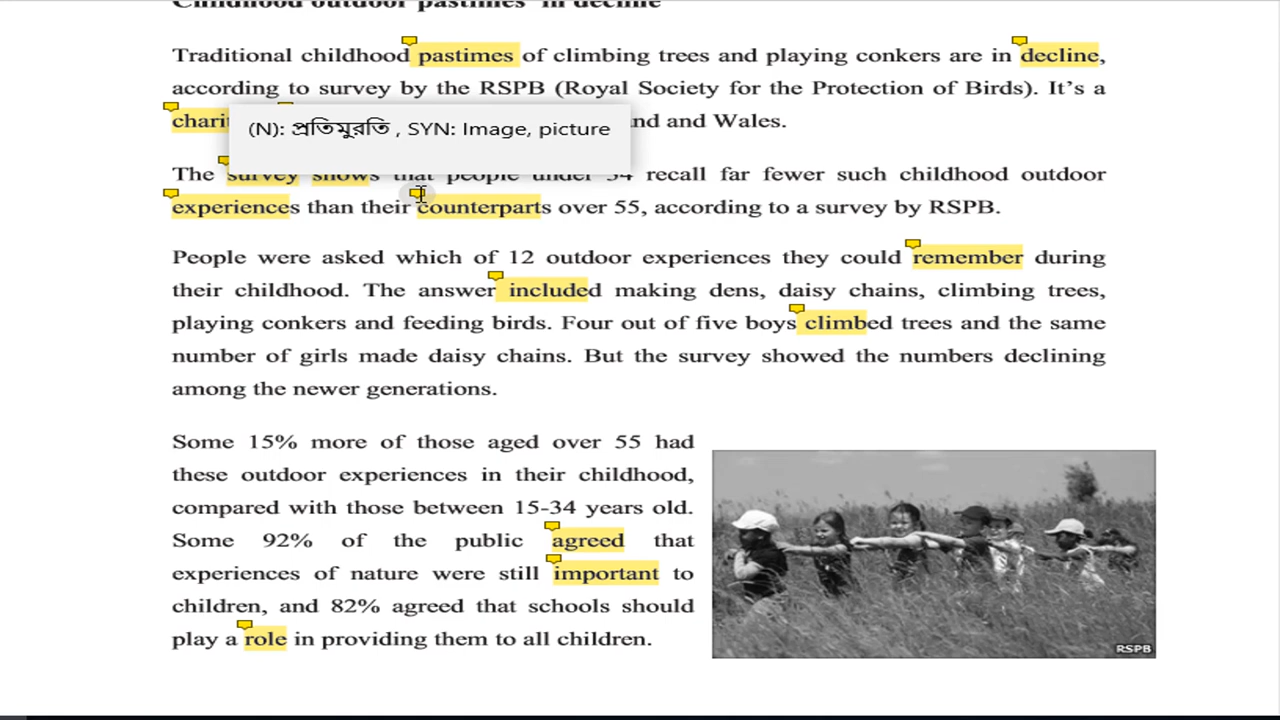 Childhood outdoor pastimes in decline
Traditional childhood pastimes of climbing trees and playing conkers are in decline,
according to survey by the RSPB (Royal Society for the Protection of Birds). It’s a
chari
nd and Wales.
(N): প্রতিমুরতি , SYN: Image, picture
The survey shows that people under 34 recall far fewer such childhood outdoor
experiences than their counterparts over 55, according to a survey by RSPB.
People were asked which of 12 outdoor experiences they could remember during
their childhood. The answer included making dens, daisy chains, climbing trees,
playing conkers and feeding birds. Four out of five boys climbed trees and the same
number of girls made daisy chains. But the survey showed the numbers declining
among the newer generations.
Some 15% more of those aged over 55 had
these outdoor experiences in their childhood,
compared with those between 15-34 years old.
Some 92% of the public agreed that
experiences of nature were still important to
children, and 82% agreed that schools should
play a role in providing them to all children.
RSPB